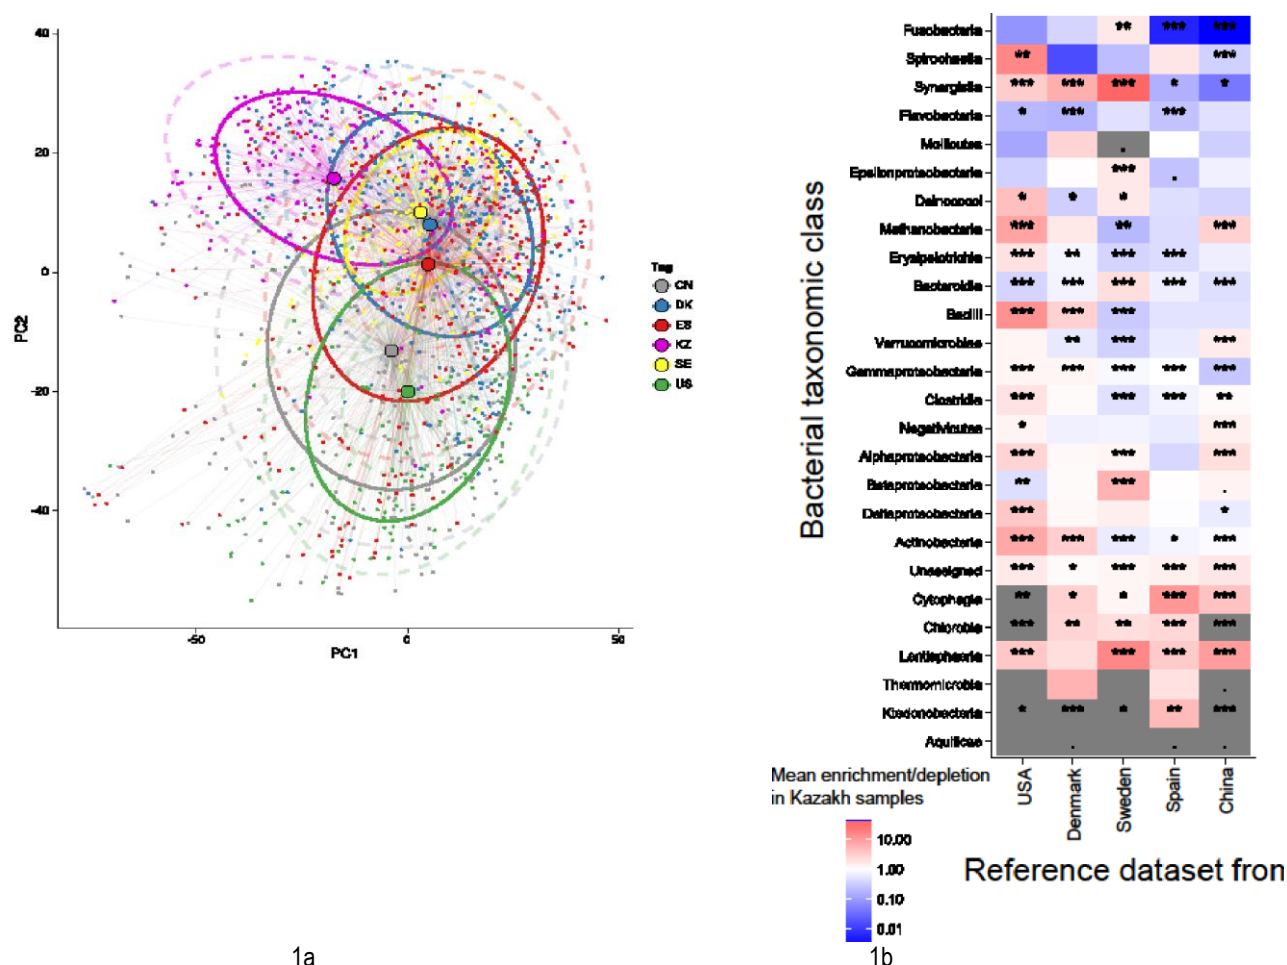 40
20
0
-20
-40
PC2
-50
0
50
PC1
Tag
CN
DK
ES
KZ
SE
US
1a
Bacterial taxonomic class
Fusobacteria
** *** ***
Spirochaetia
** ***
Synergistia
*** *** *** * *
Flavobacteria
* *** ***
Mollicutes
.
Epsilonproteobacteria
*** .
Deinococci
* * *
Methanobacteria
*** ** ***
Erysipelotrichia
*** ** *** ***
Bacteroidia
*** *** *** *** ***
Bacilli
*** *** ***
Verrucomicrobiae
** *** ***
Gammaproteobacteria
*** *** *** *** ***
Clostridia
*** *** *** **
Negativicutes
* ***
Alphaproteobacteria
*** *** ***
Betaproteobacteria
** *** .
Deltaproteobacteria
*** *
Actinobacteria
*** *** *** * ***
Unassigned
*** * *** *** ***
Cytophagia
** * * *** ***
Chlorobia
*** ** ** *** ***
Lentisphaeria
*** *** *** ***
Thermomicrobia
.
Ktedonobacteria
* *** * ** ***
Aquificae
. . .
USA
Denmark
Sweden
Spain
China
Mean enrichment/depletion
in Kazakh samples
10.00
1.00
0.10
0.01
Reference dataset from
1b